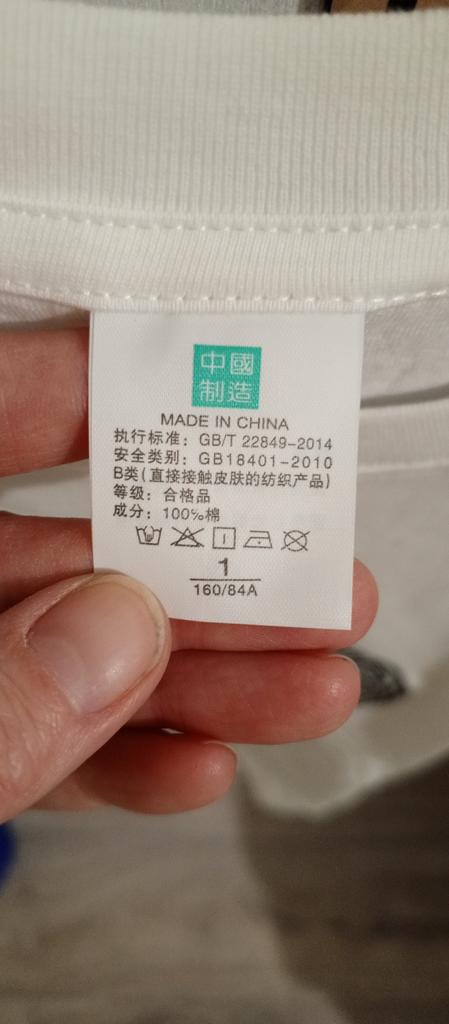 中國
制造
MADE IN CHINA
执行标准：GB/T 22849-2014
安全类别：GB18401-2010
B类(直接接触皮肤的纺织产品)
等级：合格品
成分：100%棉
1
160/84A